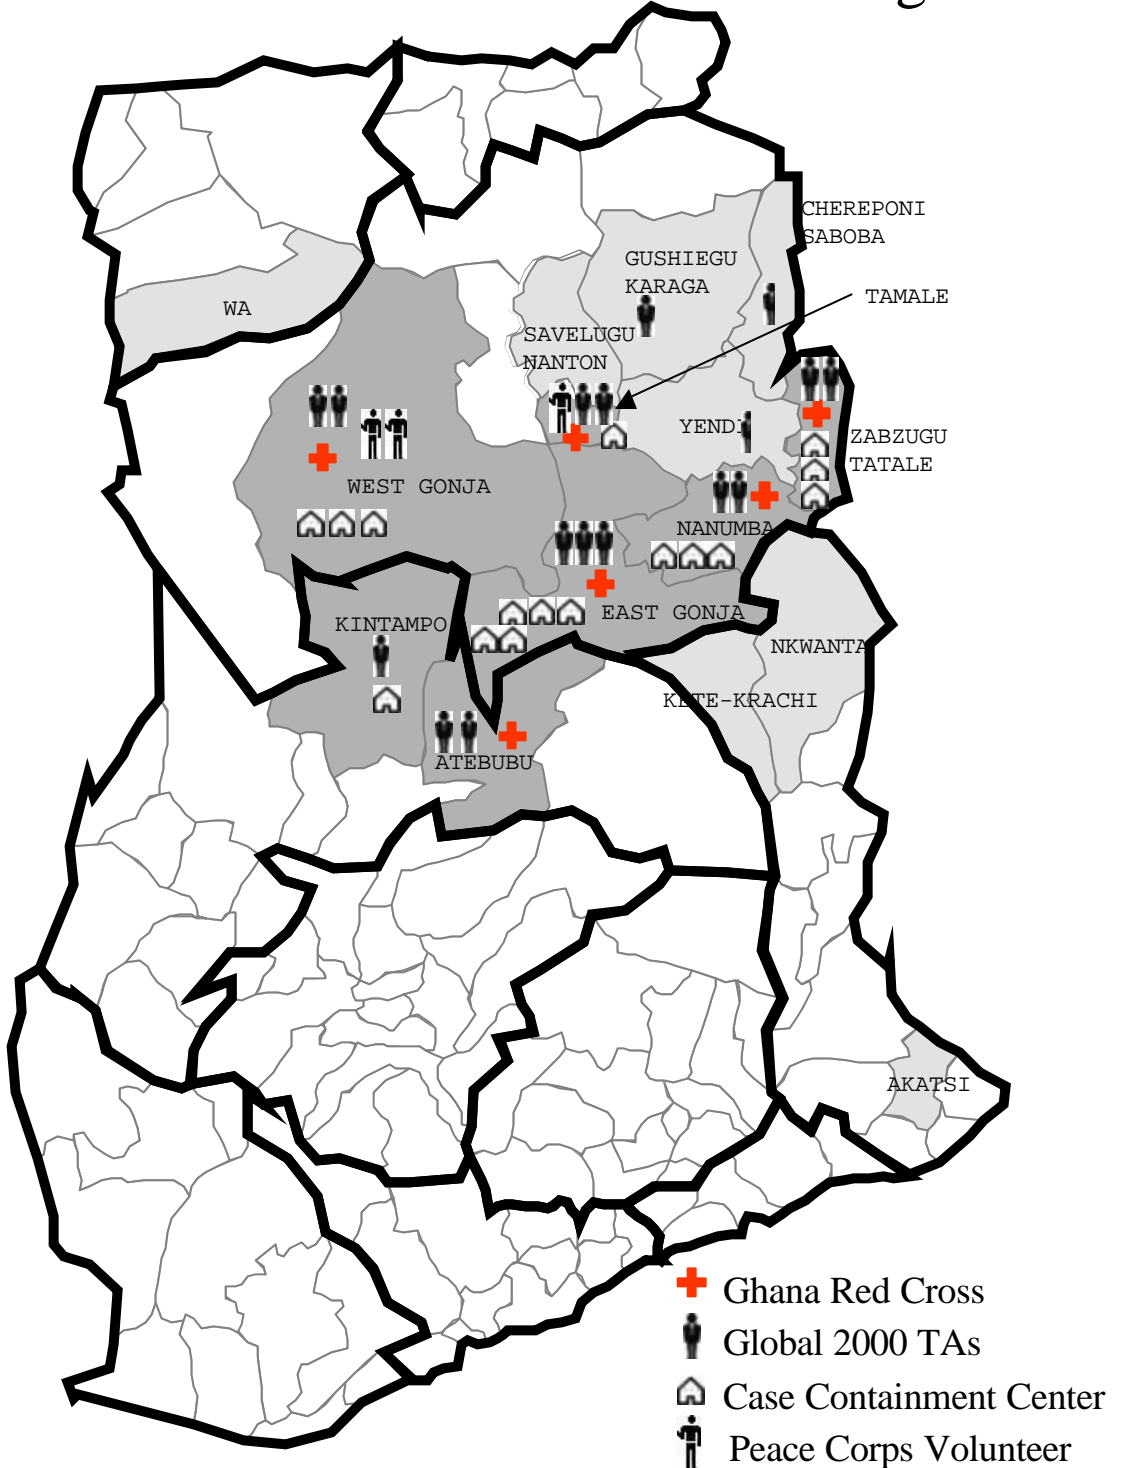 CHEREPONI
SABOBA
GUSHIEGU
KARAGA
TAMALE
WA
SAVELUGU
NANTON
YENDI
ZABZUGU
TATALE
WEST GONJA
NANUMBA
EAST GONJA
KINTAMPO
NKWANTA
KETE-KRACHI
ATEBUBU
AKATSI
Ghana Red Cross
Global 2000 TAs
Case Containment Center
Peace Corps Volunteer